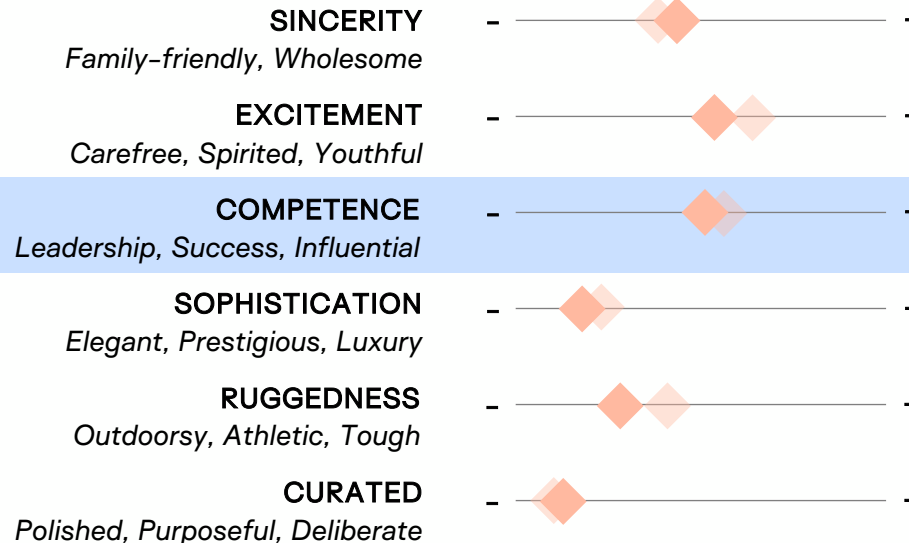 SINCERITY
Family-friendly, Wholesome
-
EXCITEMENT
Carefree, Spirited, Youthful
-
COMPETENCE
Leadership, Success, Influential
-
SOPHISTICATION
Elegant, Prestigious, Luxury
-
RUGGEDNESS
Outdoorsy, Athletic, Tough
-
CURATED
Polished, Purposeful, Deliberate
-